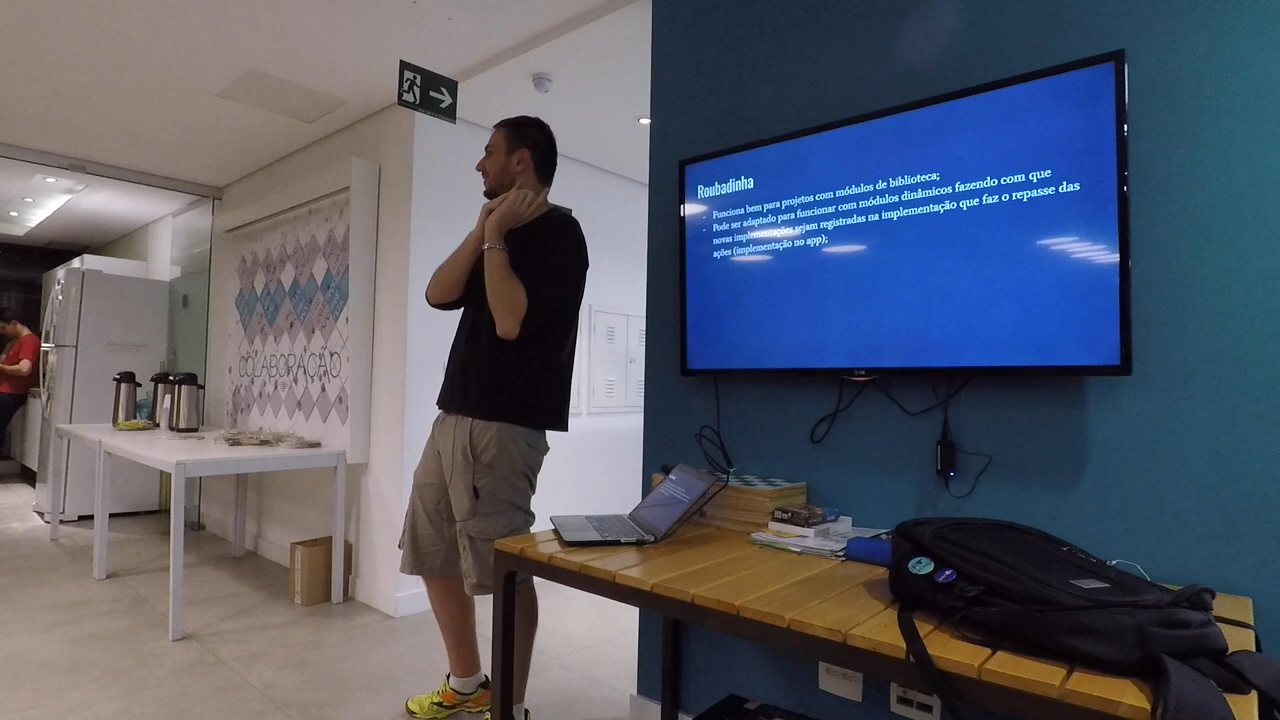 COLABORAÇÃO
Roubadinha
- Funciona bem para projetos com módulos de biblioteca;
- Pode ser adaptado para funcionar com módulos dinâmicos fazendo com que
novas implementações sejam registradas na implementação que faz o repasse das
ações (implementação no app);